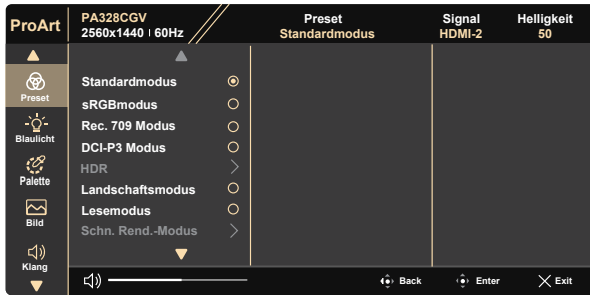 ProArt
PA328CGV
2560x1440 60Hz
Preset
Standardmodus
Signal
HDMI-2
Helligkeit
50
Preset
Blaulicht
Palette
Bild
Klang
Standardmodus
sRGBmodus
Rec. 709 Modus
DCI-P3 Modus
HDR
Landschaftsmodus
Lesemodus
Schn. Rend.-Modus
Back
Enter
Exit